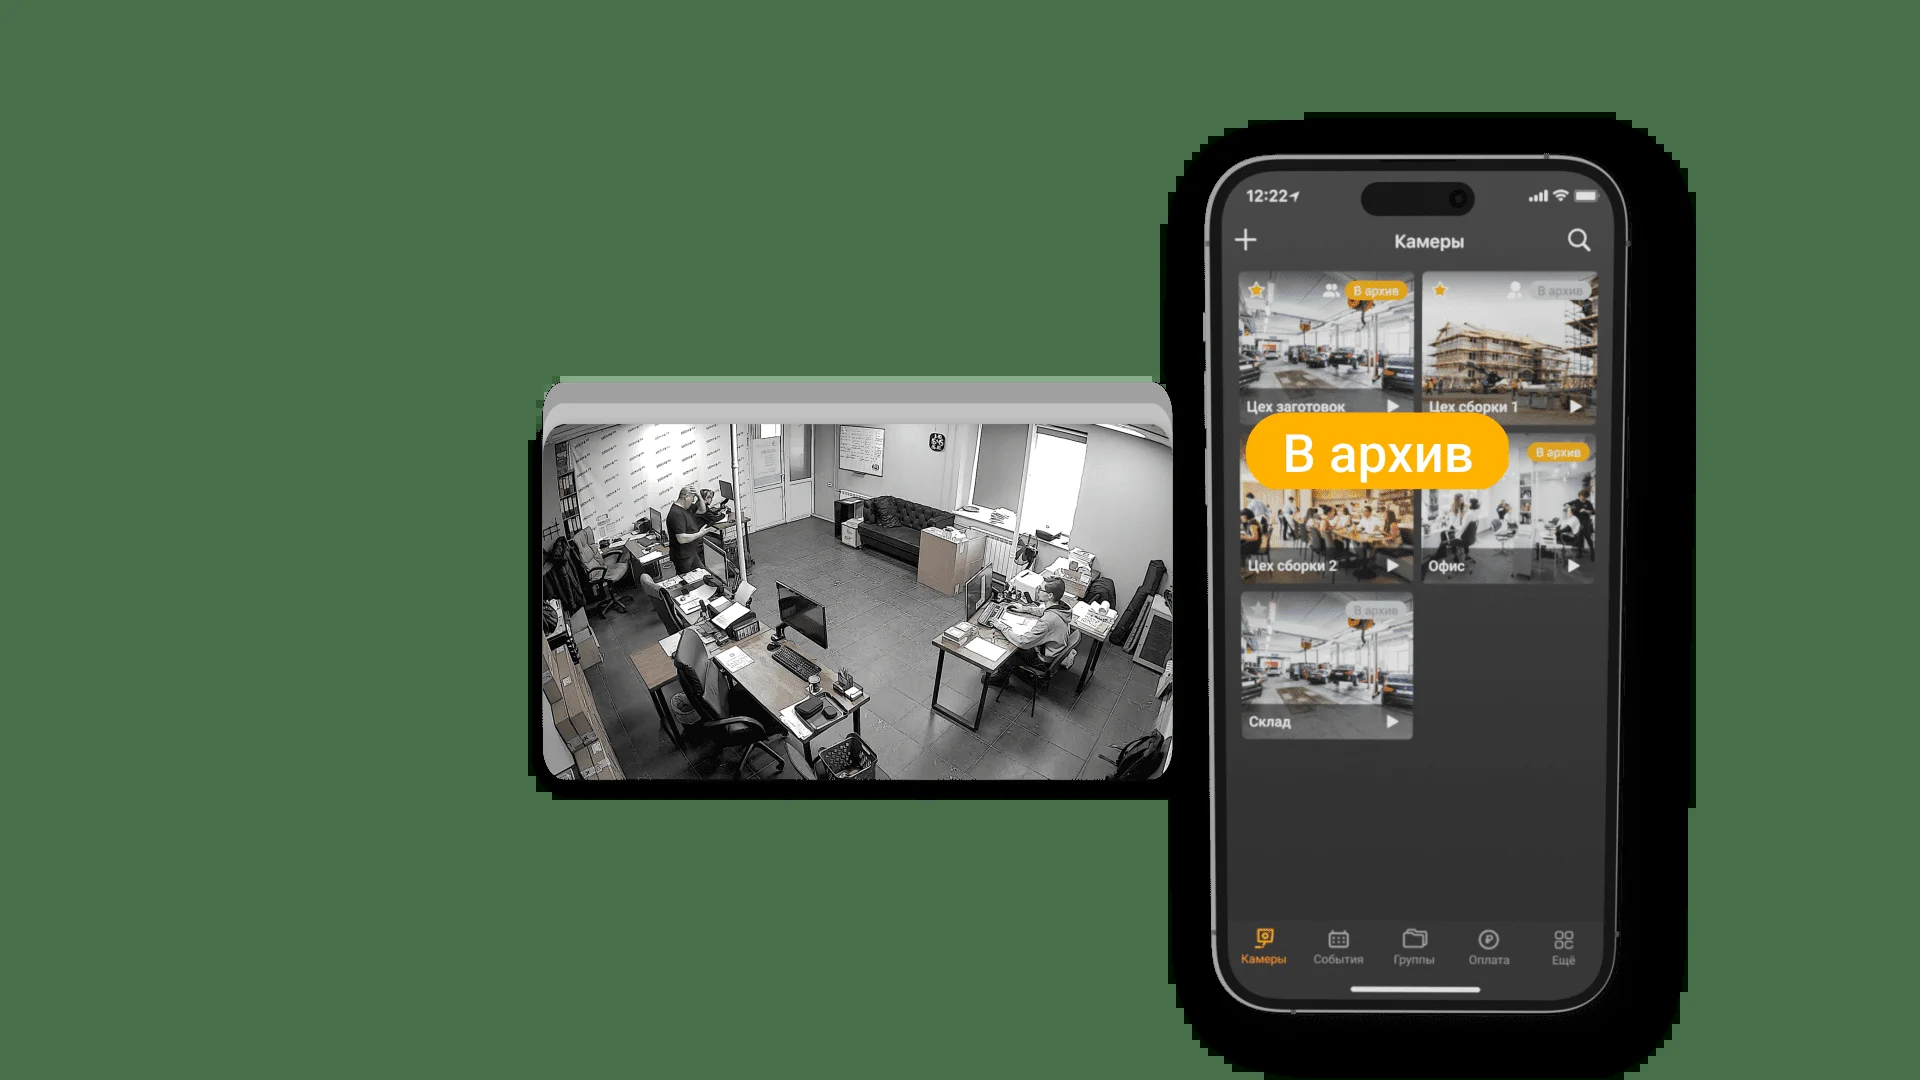 12:22
Камеры
В архив
В архив
Цех заготовок
Цех сборки 1
В архив
В архив
Цех сборки 2
Офис
В архив
Склад
Камеры
События
Группы
Оплата
Ещё